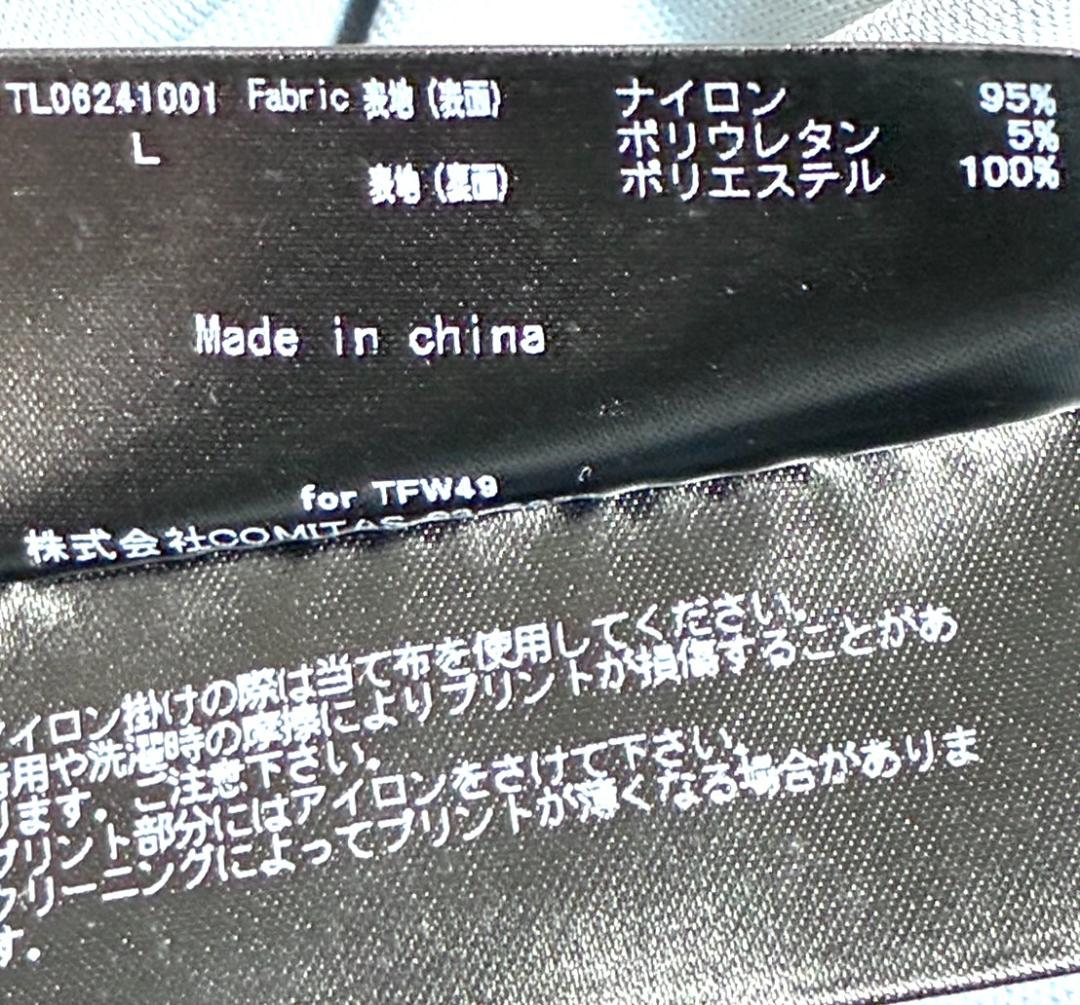 TL06241001 Fabric 表地(表面) ナイロン 95%
L ポリウレタン 5%
表地(裏面) ポリエステル 100%
Made in china
for TFW49
株式会社COMITAS
アイロン掛けの際は当て布を使用してください。
着用や洗濯時の摩擦によりプリントが損傷することがあ
ります。ご注意下さい。
プリント部分にはアイロンをさけて下さい。
クリーニングによってプリントが薄くなる場合がありま
す。